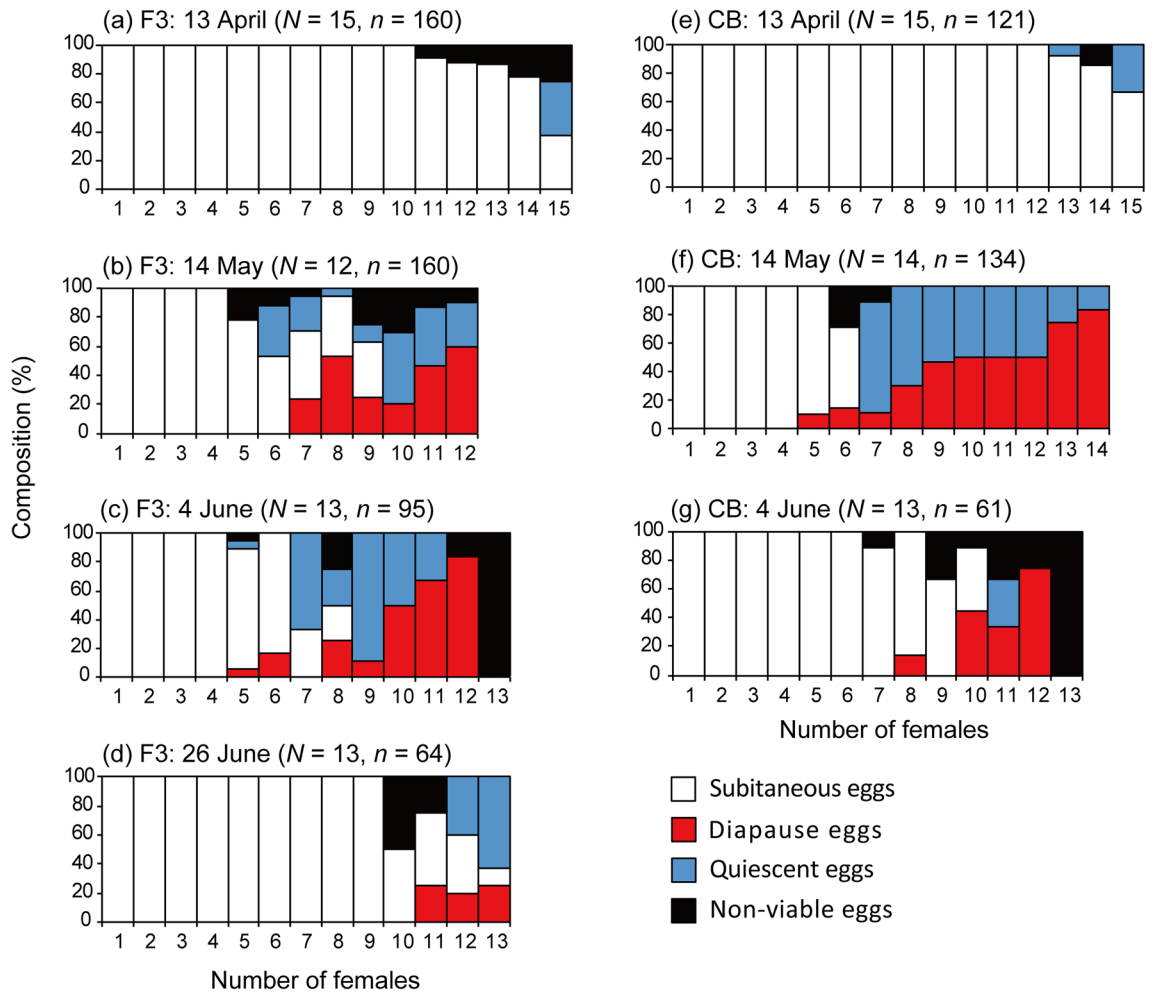 (a) F3: 13 April (N = 15, n = 160)
100
80
60
40
20
0
1 2 3 4 5 6 7 8 9 10 11 12 13 14 15
(b) F3: 14 May (N = 12, n = 160)
100
80
60
40
20
0
1 2 3 4 5 6 7 8 9 10 11 12
(c) F3: 4 June (N = 13, n = 95)
100
80
60
40
20
0
1 2 3 4 5 6 7 8 9 10 11 12 13
(d) F3: 26 June (N = 13, n = 64)
100
80
60
40
20
0
1 2 3 4 5 6 7 8 9 10 11 12 13
Number of females
Composition (%)
(e) CB: 13 April (N = 15, n = 121)
100
80
60
40
20
0
1 2 3 4 5 6 7 8 9 10 11 12 13 14 15
(f) CB: 14 May (N = 14, n = 134)
100
80
60
40
20
0
1 2 3 4 5 6 7 8 9 10 11 12 13 14
(g) CB: 4 June (N = 13, n = 61)
100
80
60
40
20
0
1 2 3 4 5 6 7 8 9 10 11 12 13
Number of females
Subitaneous eggs
Diapause eggs
Quiescent eggs
Non-viable eggs